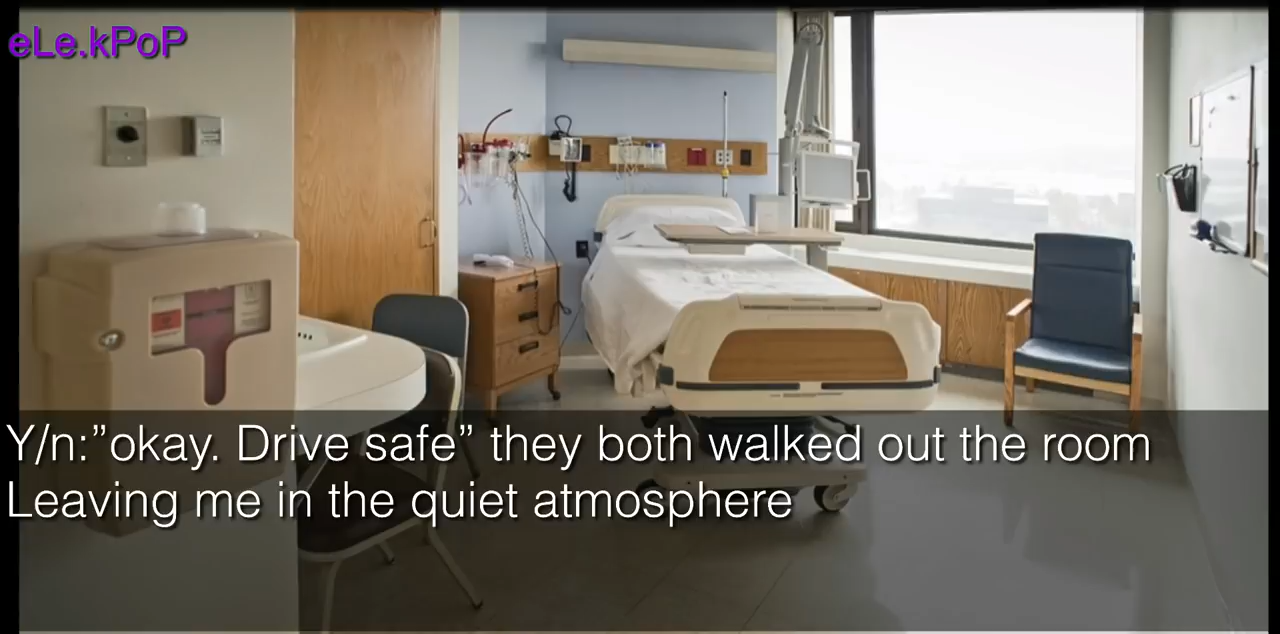 eLe.kPoP
Y/n:”okay. Drive safe” they both walked out the room
Leaving me in the quiet atmosphere